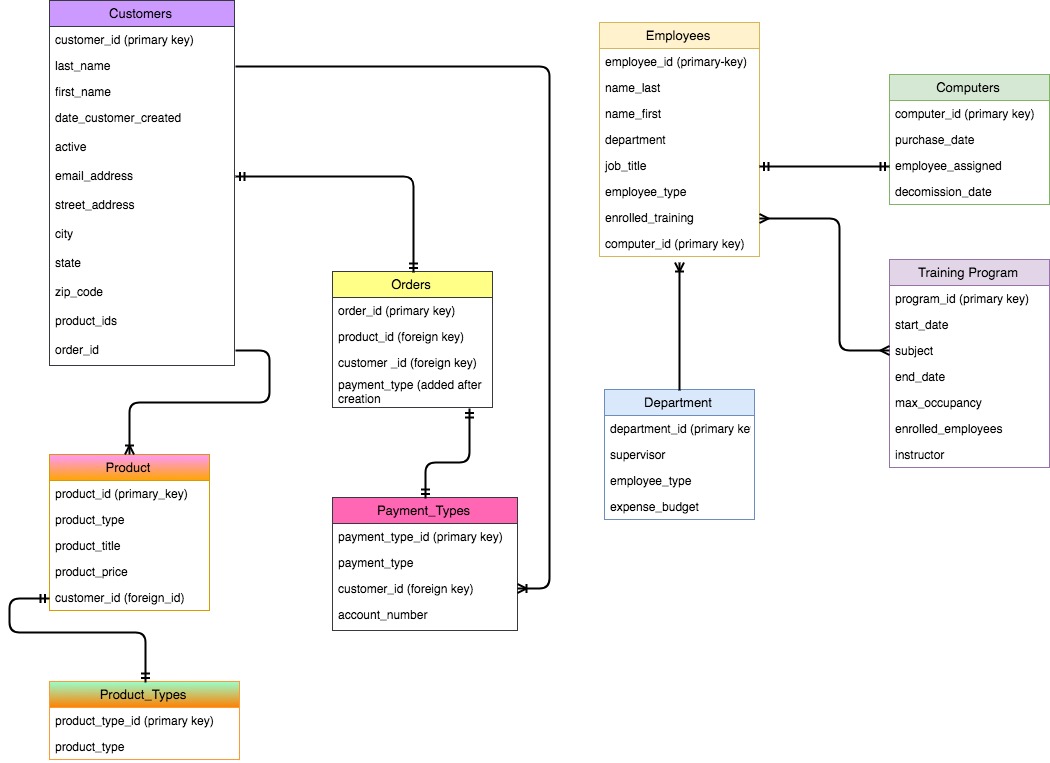 Customers
customer_id (primary key)
last_name
first_name
date_customer_created
active
email_address
street_address
city
state
zip_code
product_ids
order_id
Orders
order_id (primary key)
product_id (foreign key)
customer _id (foreign key)
payment_type (added after
creation
Product
product_id (primary_key)
product_type
product_title
product_price
customer_id (foreign_id)
Payment_Types
payment_type_id (primary key)
payment_type
customer_id (foreign key)
account_number
Product_Types
product_type_id (primary key)
product_type
Employees
employee_id (primary-key)
name_last
name_first
department
job_title
employee_type
enrolled_training
computer_id (primary key)
Computers
computer_id (primary key)
purchase_date
employee_assigned
decomission_date
Training Program
program_id (primary key)
start_date
subject
end_date
max_occupancy
enrolled_employees
instructor
Department
department_id (primary ke
supervisor
employee_type
expense_budget